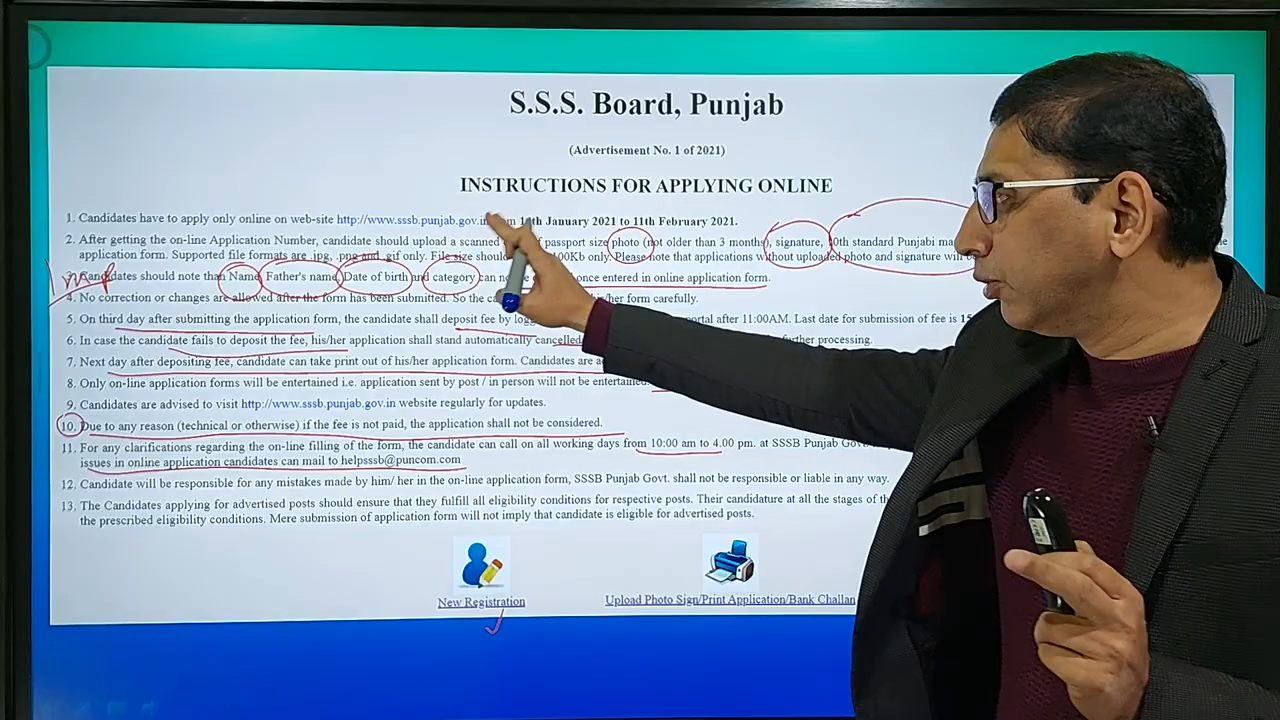 S.S.S. Board, Punjab
(Advertisement No. 1 of 2021)
INSTRUCTIONS FOR APPLYING ONLINE
1. Candidates have to apply only online on web-site http://www.sssb.punjab.gov.in January 2021 to 11th February 2021.
2. After getting the on-line Application Number, candidate should upload a scanned of passport size photo (not older than 3 months), signature, 10th standard Punjabi
application form. Supported file formats are .jpg, .png and .gif only. File size should 100Kb only. Please note that applications without uploaded photo and signature will
Imp
3. Candidates should note than Name, Father's name, Date of birth and category can once entered in online application form.
4. No correction or changes are allowed after the form has been submitted. So the his/her form carefully.
5. On third day after submitting the application form, the candidate shall deposit fee by portal after 11:00AM. Last date for submission of fee is
6. In case the candidate fails to deposit the fee, his/her application shall stand automatically cancelled further processing.
7. Next day after depositing fee, candidate can take print out of his/her application form. Candidates are
8. Only on-line application forms will be entertained i.e. application sent by post / in person will not be entertained.
9. Candidates are advised to visit http://www.sssb.punjab.gov.in website regularly for updates.
10. Due to any reason (technical or otherwise) if the fee is not paid, the application shall not be considered.
11. For any clarifications regarding the on-line filling of the form, the candidate can call on all working days from 10:00 am to 4.00 pm. at SSSB Punjab
issues in online application candidates can mail to helpsssb@puncom.com
12. Candidate will be responsible for any mistakes made by him/ her in the on-line application form, SSSB Punjab Govt. shall not be responsible or liable in any way.
13. The Candidates applying for advertised posts should ensure that they fulfill all eligibility conditions for respective posts. Their candidature at all the stages of
the prescribed eligibility conditions. Mere submission of application form will not imply that candidate is eligible for advertised posts.
New Registration
Upload Photo Sign/Print Application/Bank Challan